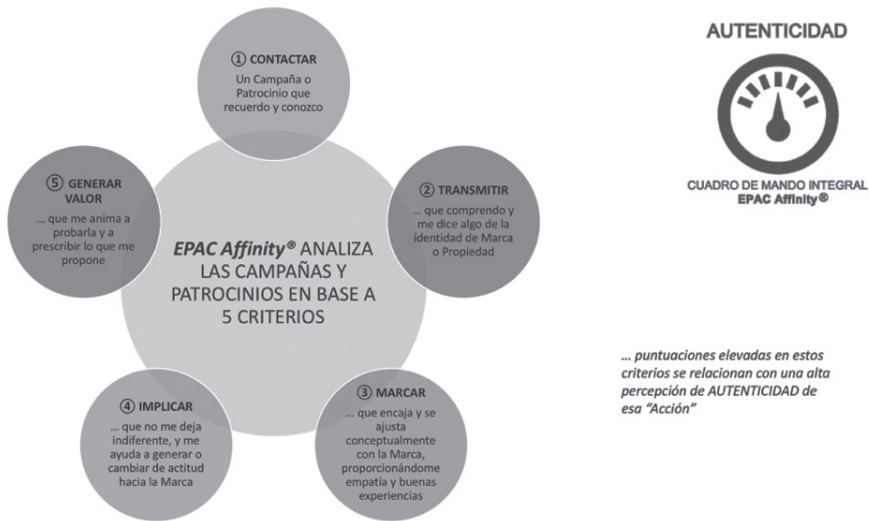 ① CONTACTAR
Un Campaña o
Patrocinio que
recuerdo y conozco
② TRANSMITIR
... que comprendo y
me dice algo de la
identidad de Marca
o Propiedad
③ MARCAR
... que encaja y se
ajusta
conceptualmente
con la Marca,
proporcionándome
empatía y buenas
experiencias
④ IMPLICAR
... que no me deja
indiferente, y me
ayuda a generar o
cambiar de actitud
hacia la Marca
⑤ GENERAR
VALOR
... que me anima a
probarla y a
prescribir lo que me
propone
EPAC Affinity® ANALIZA
LAS CAMPAÑAS Y
PATROCINIOS EN BASE A
5 CRITERIOS
AUTENTICIDAD
CUADRO DE MANDO INTEGRAL
EPAC Affinity®
... puntuaciones elevadas en estos
criterios se relacionan con una alta
percepción de AUTENTICIDAD de
esa “Acción”